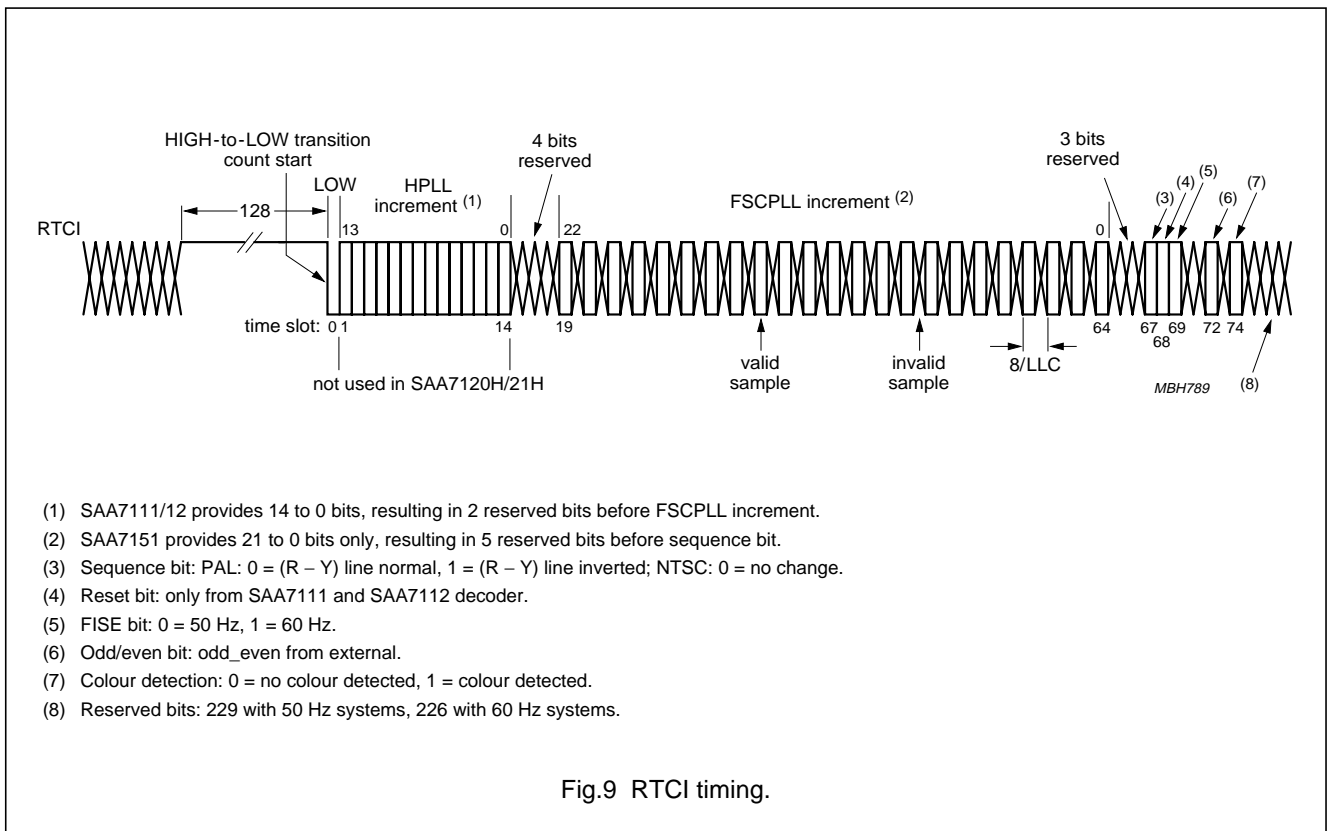 HIGH-to-LOW transition
count start
4 bits
reserved
3 bits
reserved
(3)
(4)
(5)
(6)
(7)
LOW
HPLL
increment (1)
FSCPLL increment (2)
128
RTCI
13
0
22
0
time slot:
0 1
14
19
64
67
68
69
72
74
valid
sample
invalid
sample
8/LLC
not used in SAA7120H/21H
MBH789
(8)
(1) SAA7111/12 provides 14 to 0 bits, resulting in 2 reserved bits before FSCPLL increment.
(2) SAA7151 provides 21 to 0 bits only, resulting in 5 reserved bits before sequence bit.
(3) Sequence bit: PAL: 0 = (R − Y) line normal, 1 = (R − Y) line inverted; NTSC: 0 = no change.
(4) Reset bit: only from SAA7111 and SAA7112 decoder.
(5) FISE bit: 0 = 50 Hz, 1 = 60 Hz.
(6) Odd/even bit: odd_even from external.
(7) Colour detection: 0 = no colour detected, 1 = colour detected.
(8) Reserved bits: 229 with 50 Hz systems, 226 with 60 Hz systems.
Fig.9 RTCI timing.